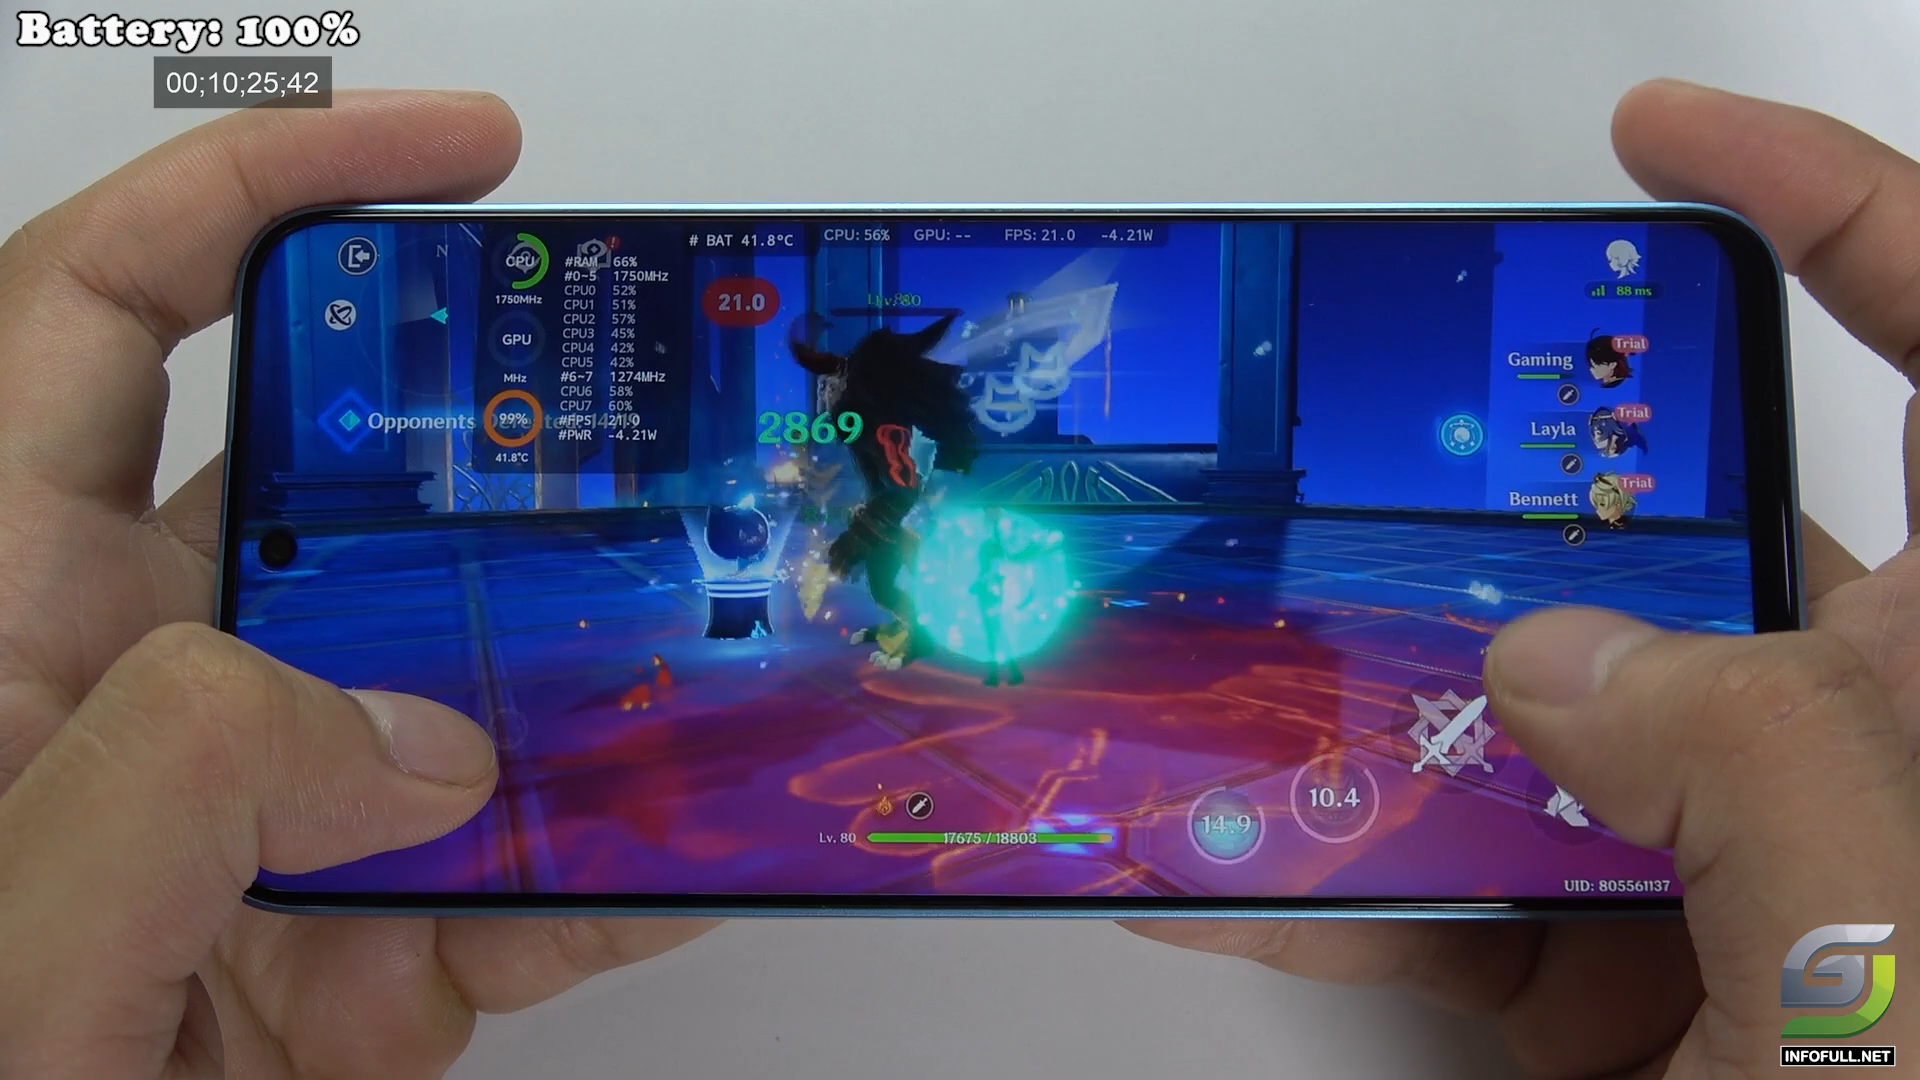 Battery: 100%
00;10;25;42
# BAT 41.8°C
CPU: 56% GPU: -- FPS: 21.0 -4.21W
N
CPU
1750MHz
GPU
MHz
99%
41.8°C
#RAM 66%
#0~5 1750MHz
CPU0 52%
CPU1 51%
CPU2 57%
CPU3 45%
CPU4 42%
CPU5 42%
#6~7 1274MHz
CPU6 58%
CPU7 60%
#FPS 21.0
#PWR -4.21W
21.0
88 ms
Trial
Gaming
Trial
Layla
Trial
Bennett
Opponents
2869
10.4
14.9
Lv. 80 17675 / 18803
UID: 805561137
INFOFULL.NET